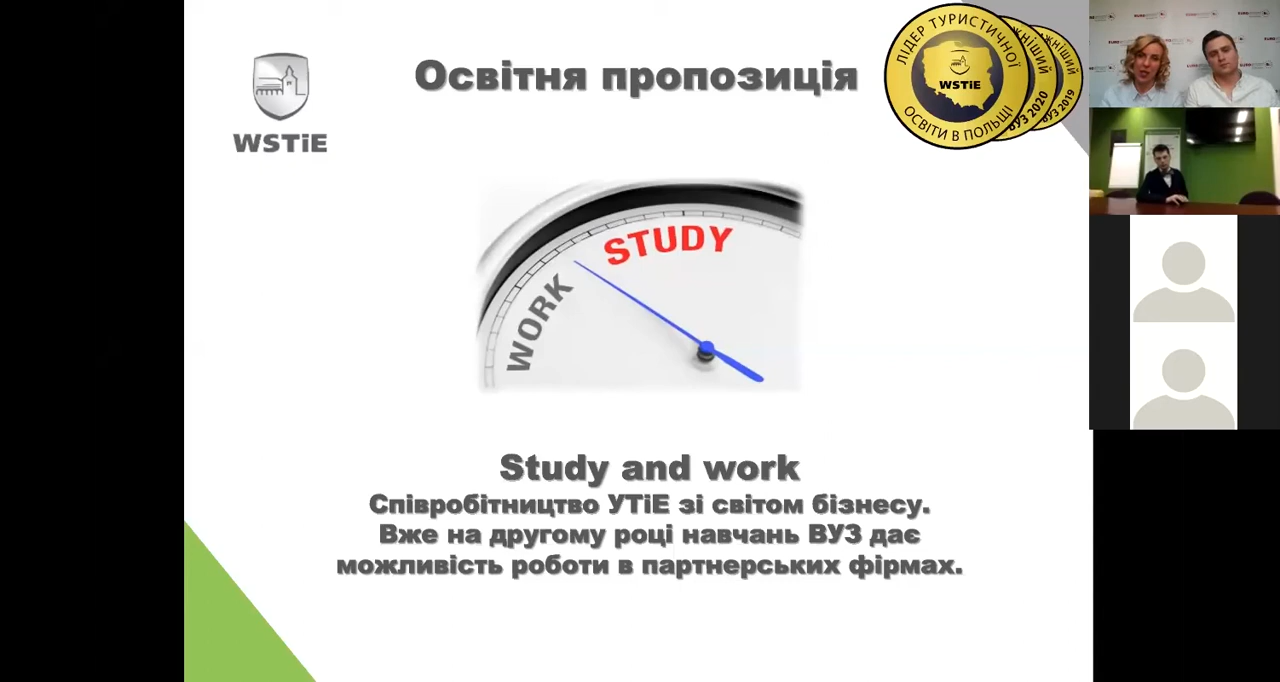 Освітня пропозиція
WSTiE
ЛІДЕР ТУРИСТИЧНОЇ
WSTiE
ОСВІТИ В ПОЛЬЩІ
ВУЗ 2020
ВУЗ 2019
STUDY
WORK
Study and work
Співробітництво УТіЕ зі світом бізнесу.
Вже на другому році навчань ВУЗ дає
можливість роботи в партнерських фірмах.